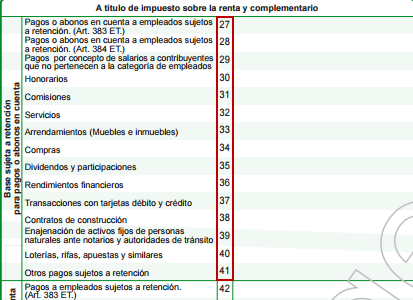 A titulo de impuesto sobre la renta y complementario
Base sujeta a retención
para pagos o abonos en cuenta
Pagos o abonos en cuenta a empleados sujetos
a retención. (Art. 383 ET.)
27
Pagos o abonos en cuenta a empleados sujetos
a retención. (Art. 384 ET.)
28
Pagos por concepto de salarios a contribuyentes
que no pertenecen a la categoría de empleados
29
Honorarios
30
Comisiones
31
Servicios
32
Arrendamientos (Muebles e inmuebles)
33
Compras
34
Dividendos y participaciones
35
Rendimientos financieros
36
Transacciones con tarjetas débito y crédito
37
Contratos de construcción
38
Enajenación de activos fijos de personas
naturales ante notarios y autoridades de tránsito
39
Loterías, rifas, apuestas y similares
40
Otros pagos sujetos a retención
41
Pagos a empleados sujetos a retención.
(Art. 383 ET.)
42